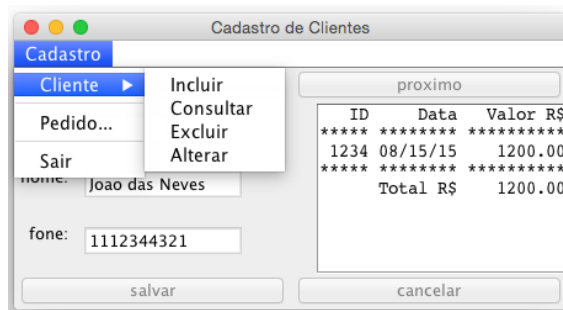 Cadastro de Clientes
Cadastro
Cliente
Pedido...
Sair
Incluir
Consultar
Excluir
Alterar
proximo
ID Data Valor R$
***** ******** **********
1234 08/15/15 1200.00
***** ******** **********
Total R$ 1200.00
nome: Joao das Neves
fone: 1112344321
salvar
cancelar